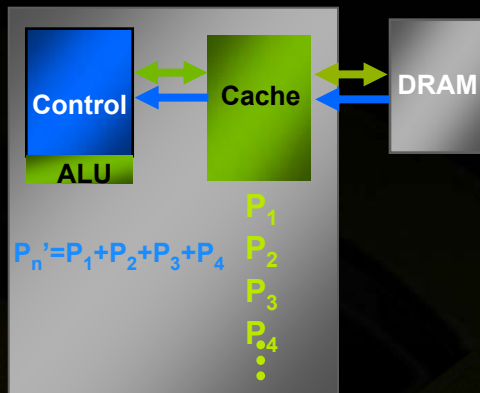 Control
ALU
Cache
DRAM
Pₙ’=P₁+P₂+P₃+P₄
P₁
P₂
P₃
P₄